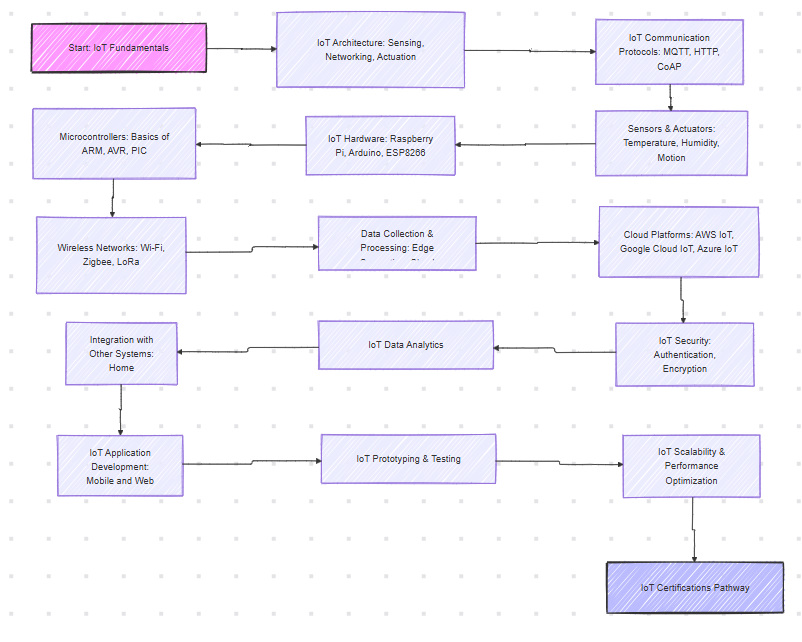 Start: IoT Fundamentals
IoT Architecture: Sensing,
Networking, Actuation
IoT Communication
Protocols: MQTT, HTTP,
CoAP
Sensors & Actuators:
Temperature, Humidity,
Motion
IoT Hardware: Raspberry
Pi, Arduino, ESP8266
Microcontrollers: Basics of
ARM, AVR, PIC
Wireless Networks: Wi-Fi,
Zigbee, LoRa
Data Collection &
Processing: Edge
Cloud Platforms: AWS IoT,
Google Cloud IoT, Azure IoT
IoT Security:
Authentication,
Encryption
IoT Data Analytics
Integration with
Other Systems:
Home
IoT Application
Development:
Mobile and Web
IoT Prototyping & Testing
IoT Scalability &
Performance
Optimization
IoT Certifications Pathway